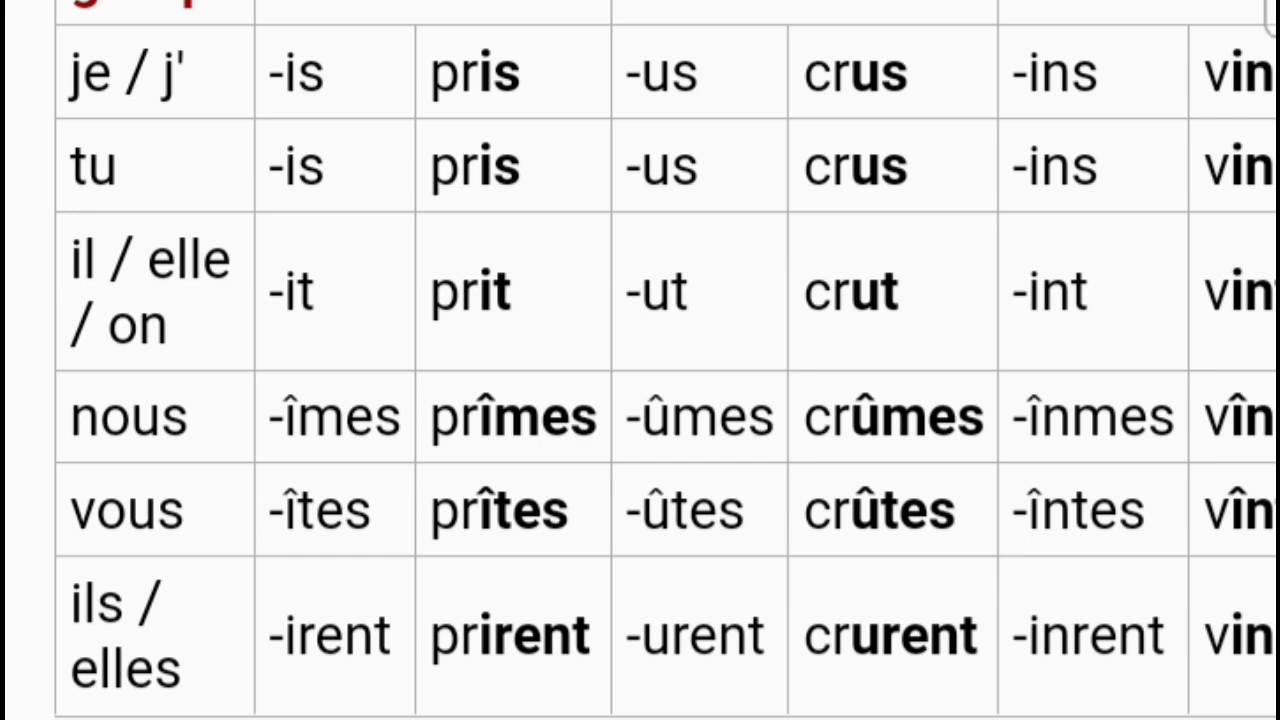 je / j' -is pris -us crus -ins vin
tu -is pris -us crus -ins vin
il / elle
/ on -it prit -ut crut -int vin
nous -îmes prîmes -ûmes crûmes -înmes vîn
vous -îtes prîtes -ûtes crûtes -întes vîn
ils /
elles -irent prirent -urent crurent -inrent vin